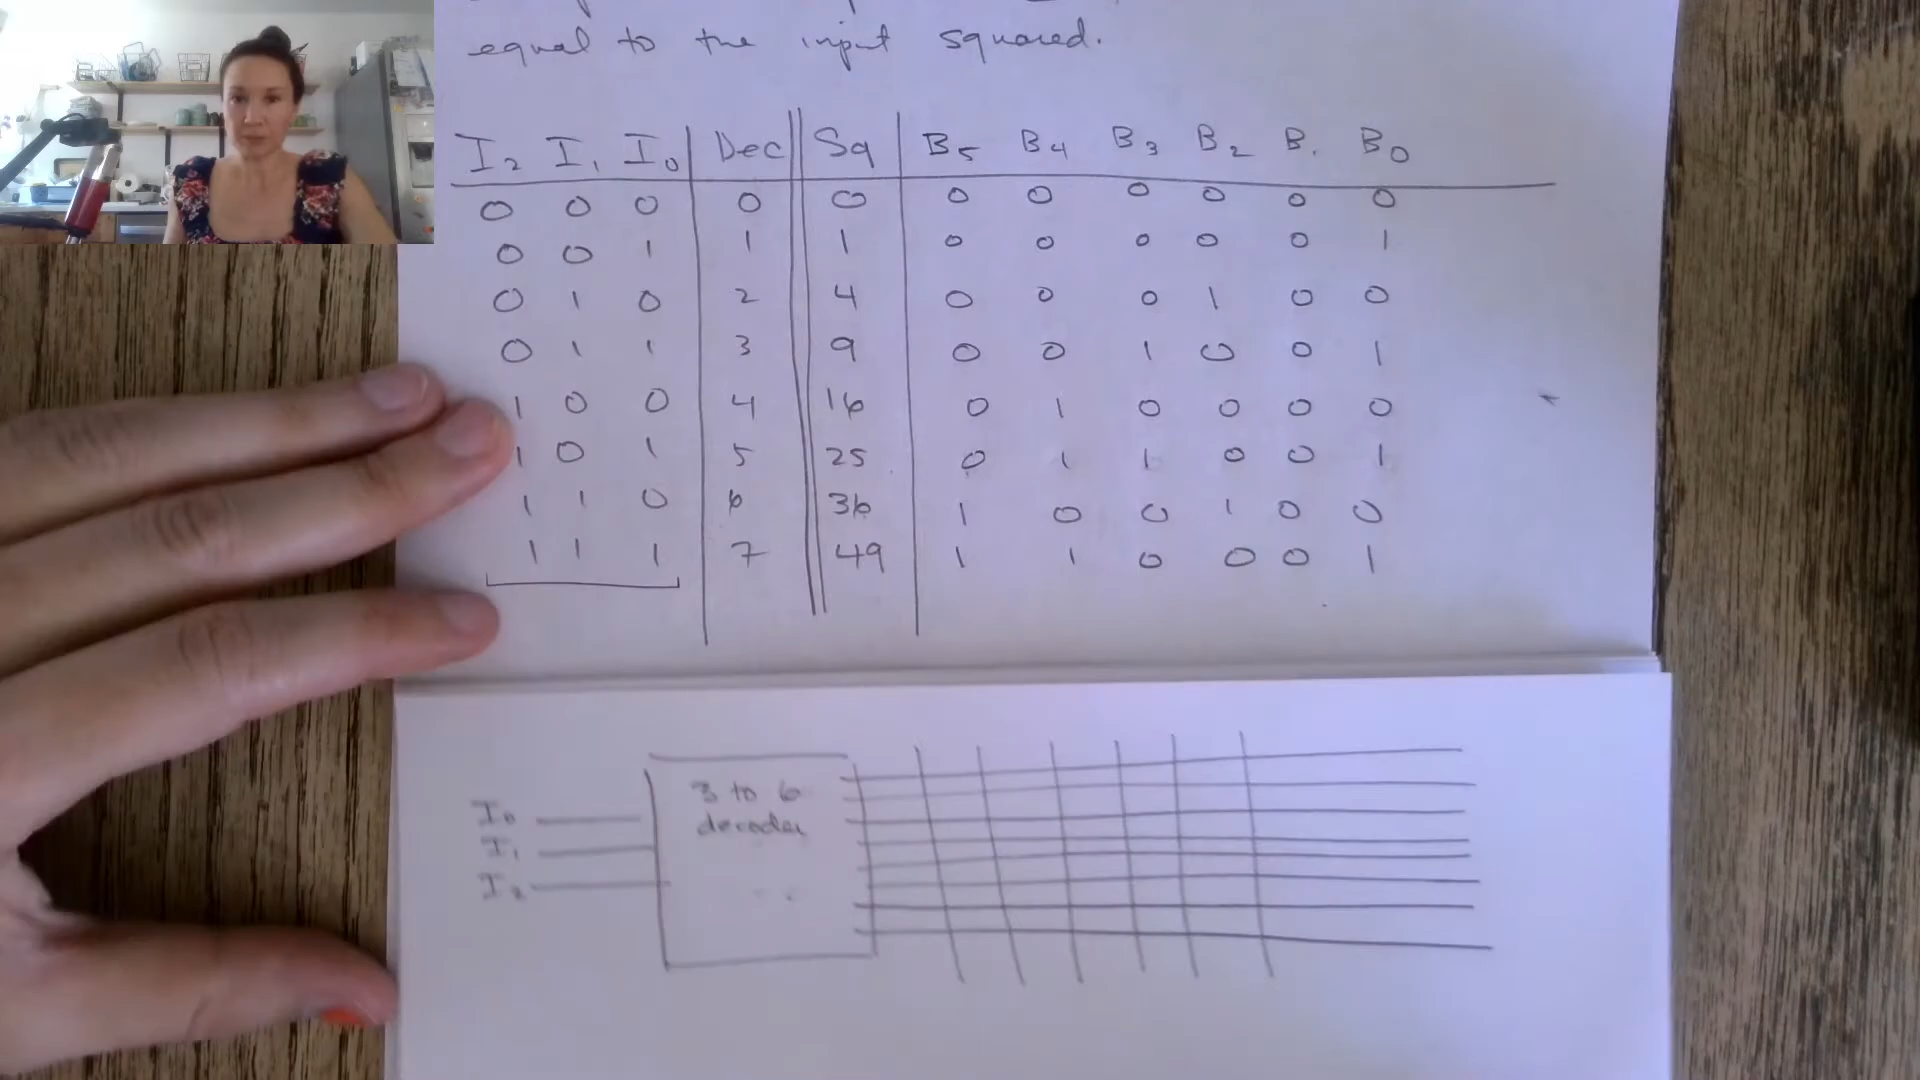 equal to the input squared.
I2 I1 I0 Dec Sq B5 B4 B3 B2 B1 B0
0 0 0 0 0 0 0 0 0 0 0
0 0 1 1 1 0 0 0 0 0 1
0 1 0 2 4 0 0 0 1 0 0
0 1 1 3 9 0 0 1 0 0 1
1 0 0 4 16 0 1 0 0 0 0
1 0 1 5 25 0 1 1 0 0 1
1 1 0 6 36 1 0 0 1 0 0
1 1 1 7 49 1 1 0 0 0 1
3 to 6
decoder
I0
I1
I2